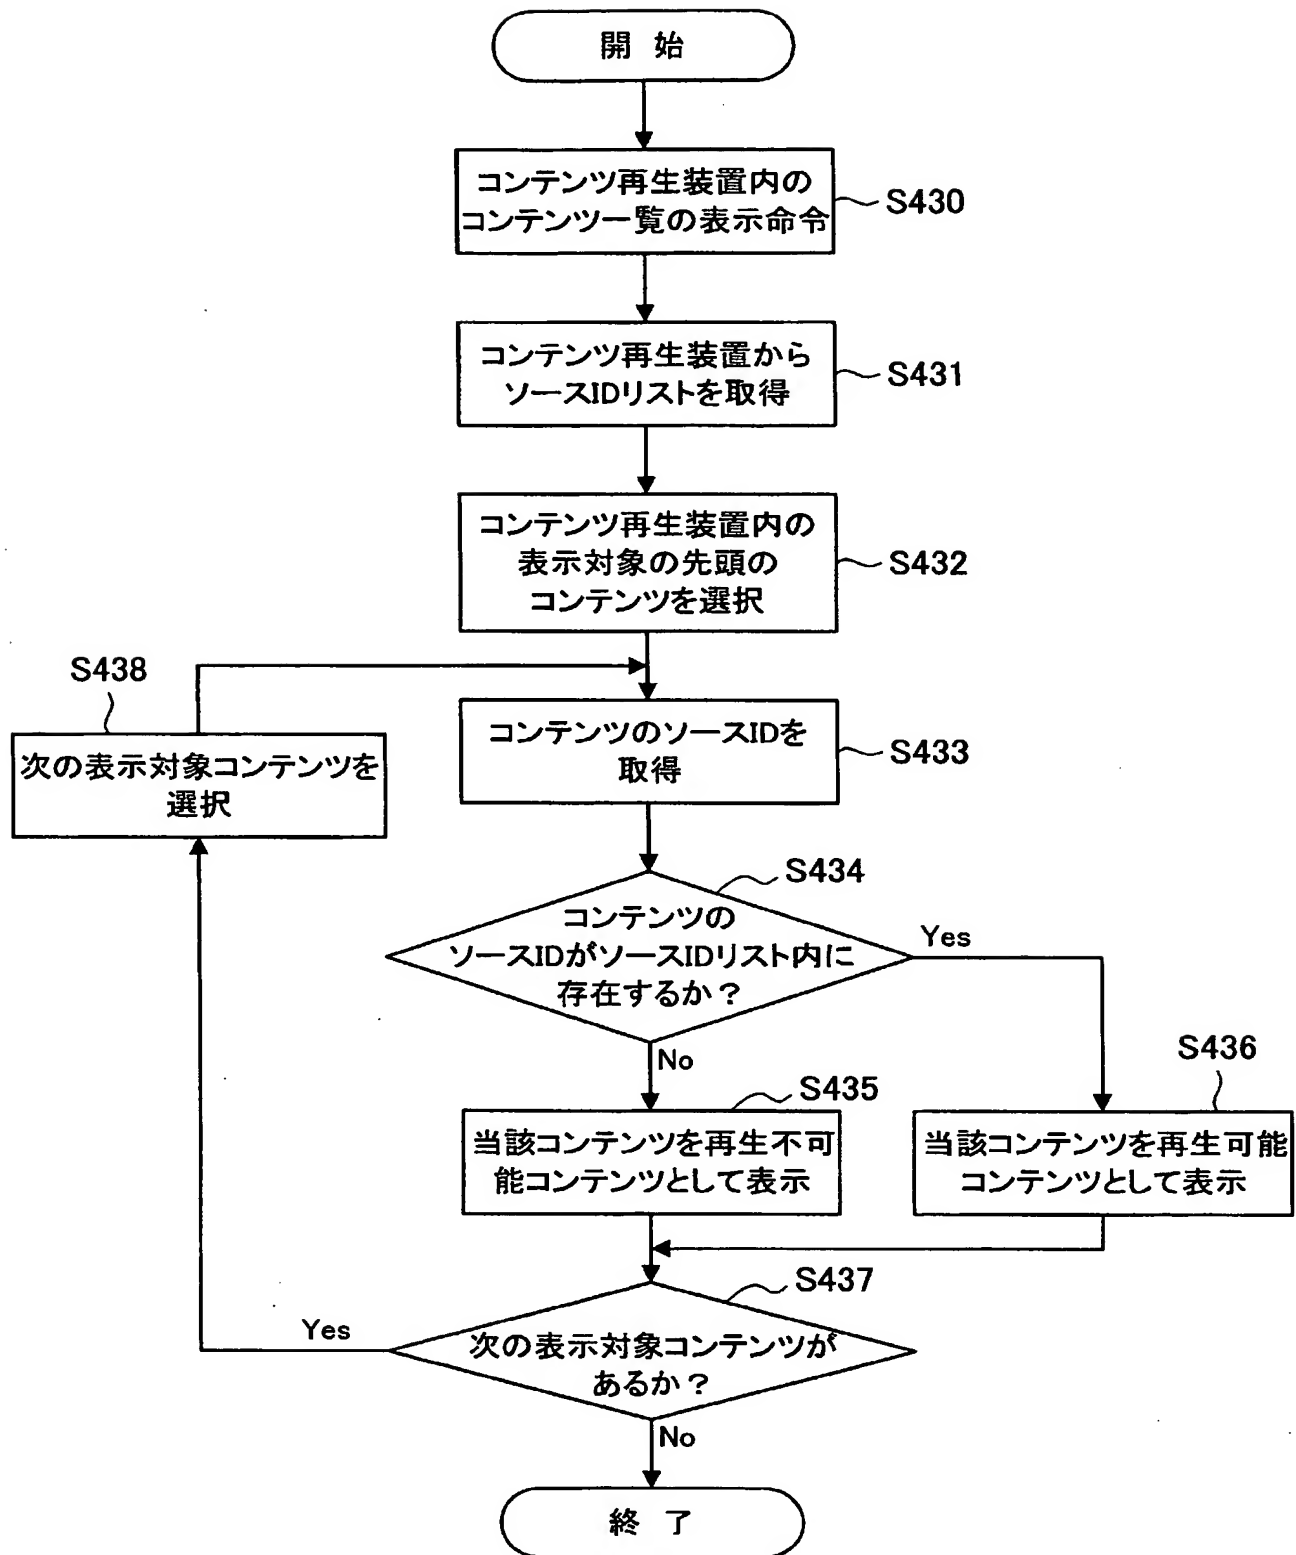 開 始
コンテンツ再生装置内の
コンテンツ一覧の表示命令
S430
コンテンツ再生装置から
ソースIDリストを取得
S431
コンテンツ再生装置内の
表示対象の先頭の
コンテンツを選択
S432
S438
次の表示対象コンテンツを
選択
コンテンツのソースIDを
取得
S433
S434
コンテンツの
ソースIDがソースIDリスト内に
存在するか？
Yes
No
S435
当該コンテンツを再生不可
能コンテンツとして表示
S436
当該コンテンツを再生可能
コンテンツとして表示
S437
次の表示対象コンテンツが
あるか？
Yes
No
終 了